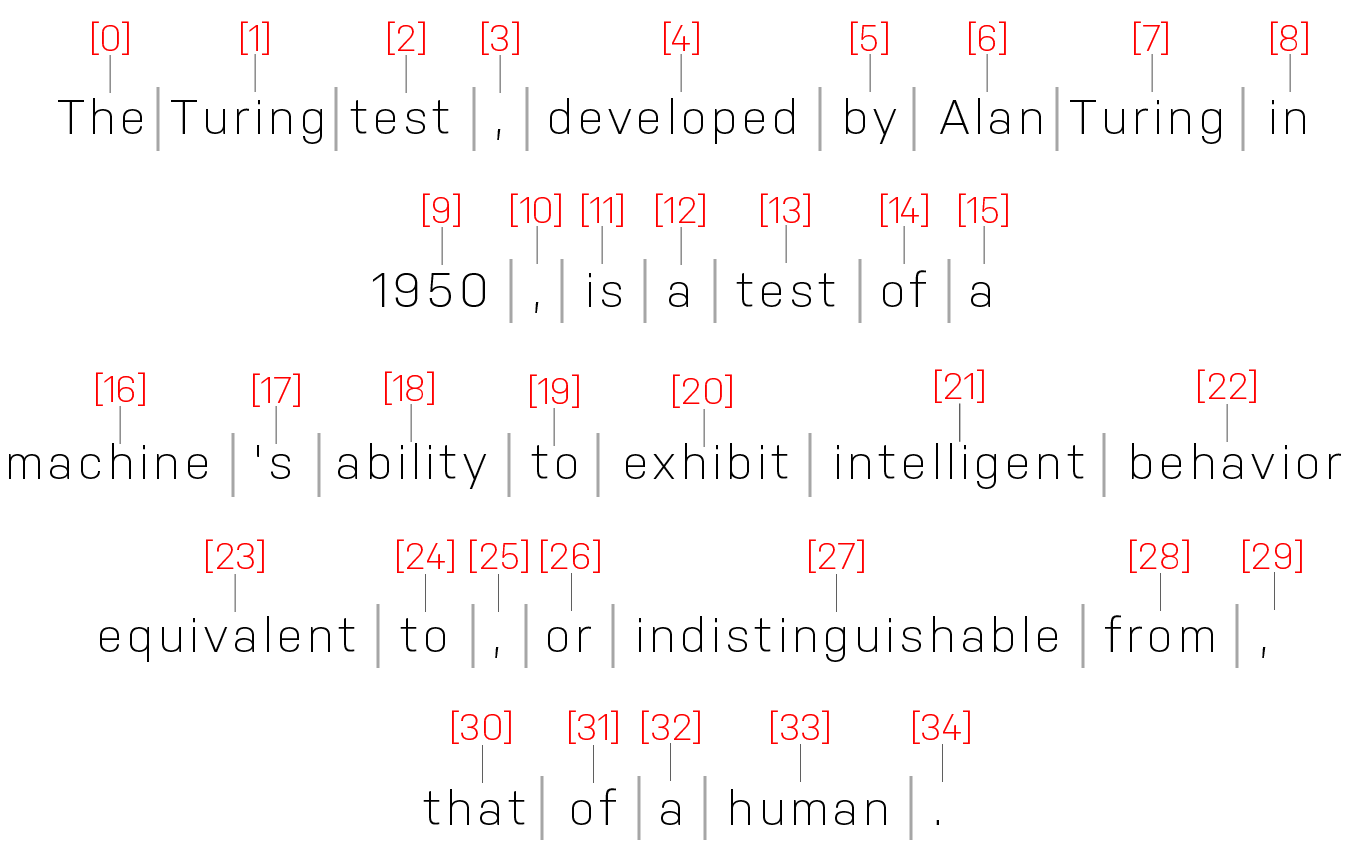 [0] [1] [2] [3] [4] [5] [6] [7] [8]
The|Turing|test|,|developed|by|Alan|Turing|in
[9] [10] [11] [12] [13] [14] [15]
1950|,|is|a|test|of|a
[16] [17] [18] [19] [20] [21] [22]
machine|'s|ability|to|exhibit|intelligent|behavior
[23] [24] [25] [26] [27] [28] [29]
equivalent|to|,|or|indistinguishable|from|,
[30] [31] [32] [33] [34]
that|of|a|human|.